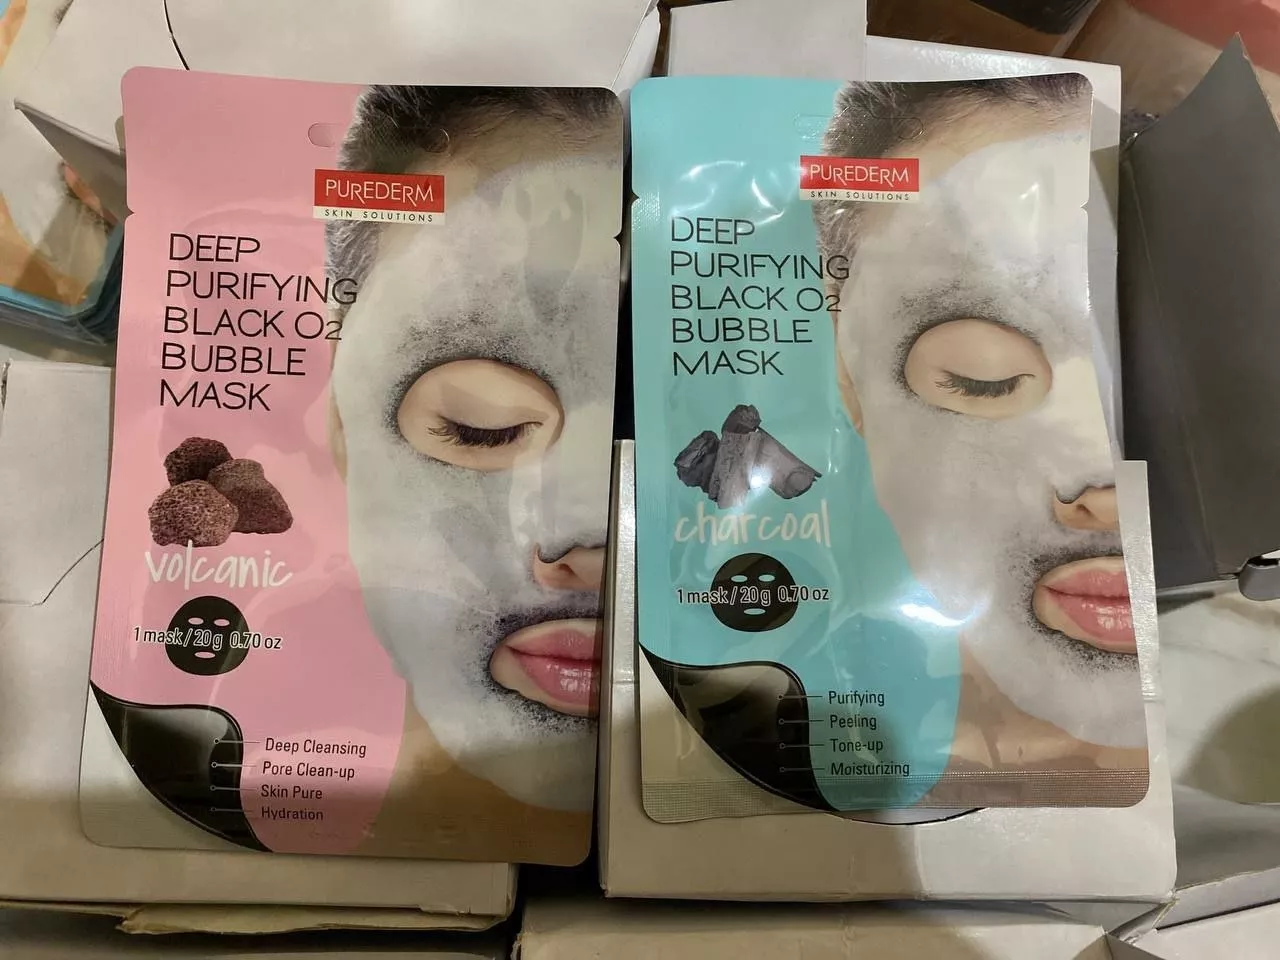 PUREDERM
SKIN SOLUTIONS
DEEP
PURIFYING
BLACK O2
BUBBLE
MASK
volcanic
1 mask / 20 g 0.70 oz
Deep Cleansing
Pore Clean-up
Skin Pure
Hydration
PUREDERM
SKIN SOLUTIONS
DEEP
PURIFYING
BLACK O2
BUBBLE
MASK
charcoal
1 mask / 20 g 0.70 oz
Purifying
Peeling
Tone-up
Moisturizing